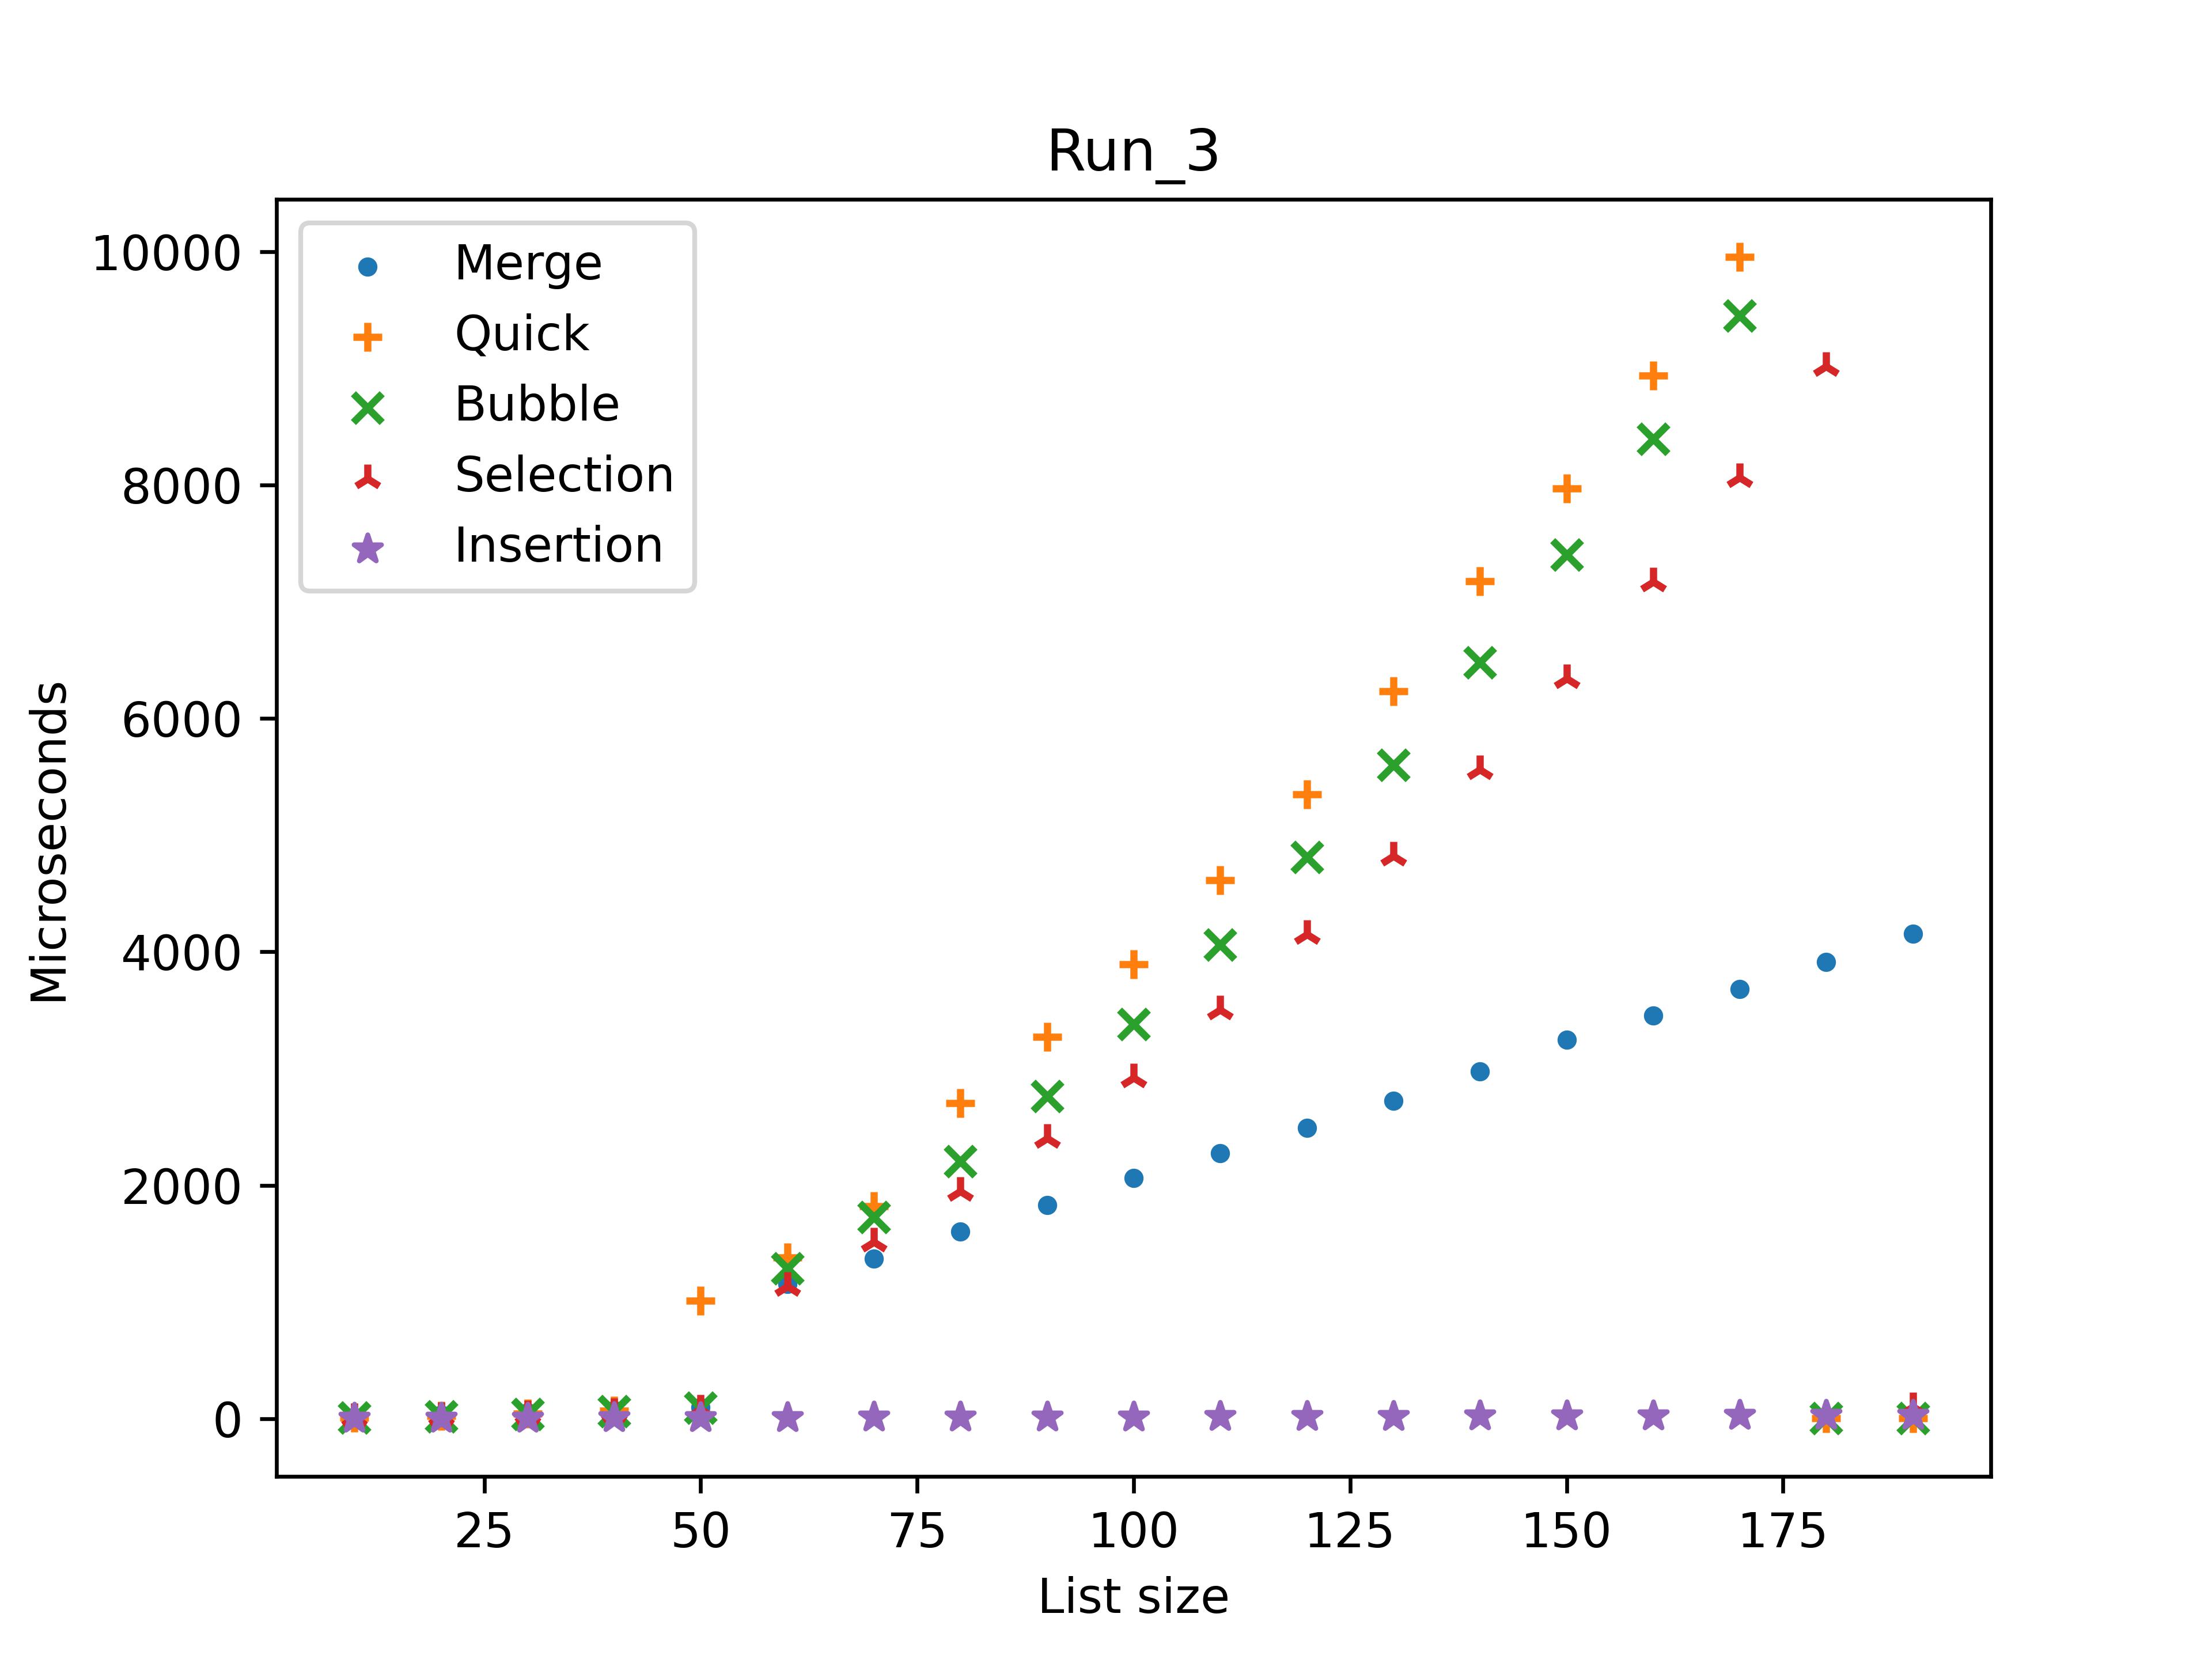 Run_3
10000
8000
6000
4000
2000
0
Microseconds
Merge
Quick
Bubble
Selection
Insertion
25 50 75 100 125 150 175
List size